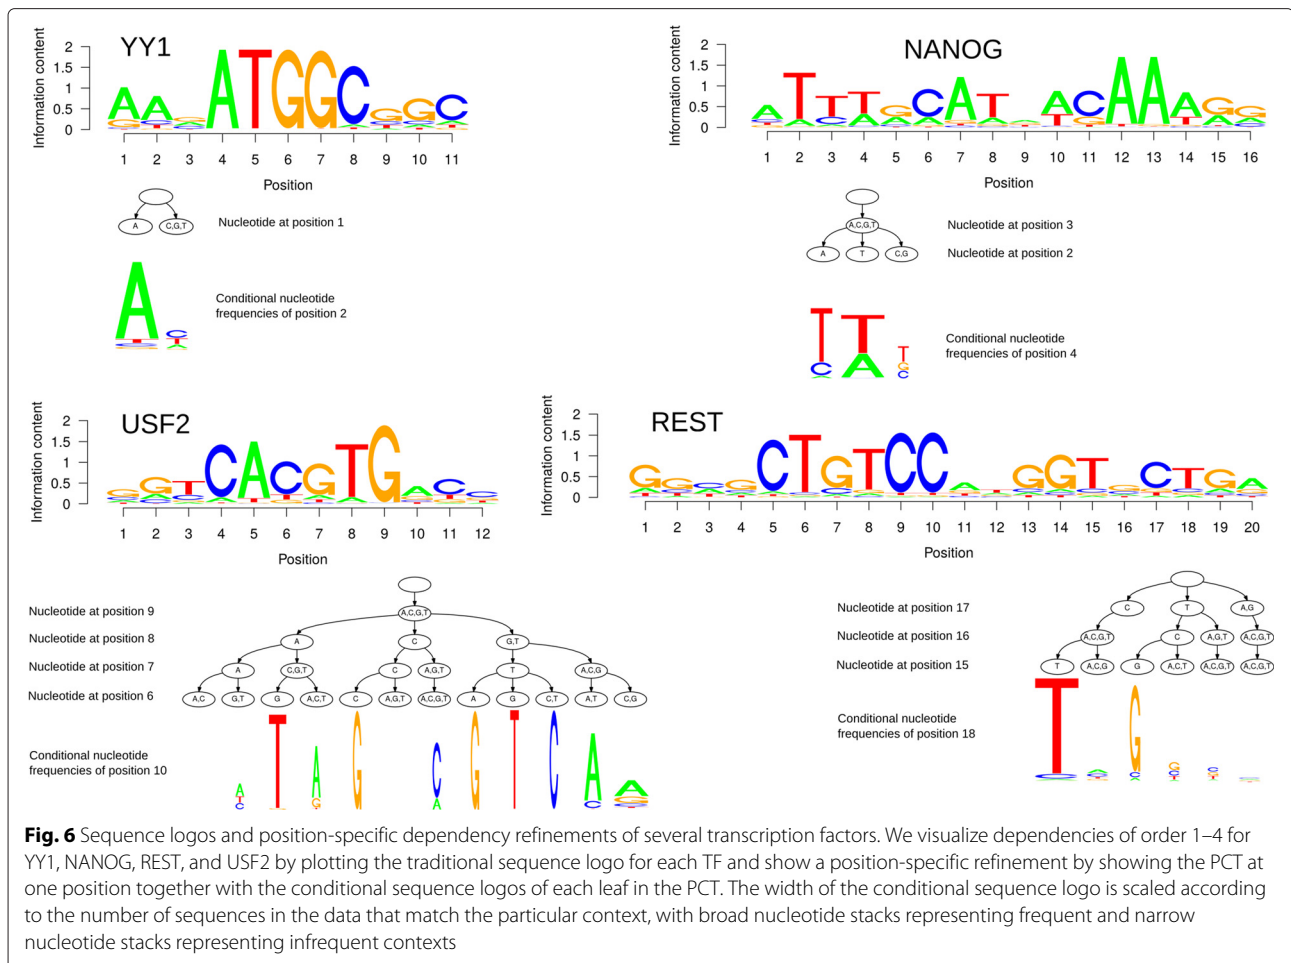 YY1
Information content
2
1.5
1
0.5
0
1 2 3 4 5 6 7 8 9 10 11
Position
A C,G,T
Nucleotide at position 1
Conditional nucleotide
frequencies of position 2
NANOG
Information content
2
1.5
1
0.5
0
1 2 3 4 5 6 7 8 9 10 11 12 13 14 15 16
Position
A,C,G,T
Nucleotide at position 3
A T C,G
Nucleotide at position 2
Conditional nucleotide
frequencies of position 4
USF2
Information content
2
1.5
1
0.5
0
1 2 3 4 5 6 7 8 9 10 11 12
Position
Nucleotide at position 9
A,C,G,T
Nucleotide at position 8
A C G,T
Nucleotide at position 7
A C,G,T C A,G,T T A,C,G
Nucleotide at position 6
A,C G,T G A,C,T C A,G,T A,C,G,T A G C,T A,T C,G
Conditional nucleotide
frequencies of position 10
REST
Information content
2
1.5
1
0.5
0
1 2 3 4 5 6 7 8 9 10 11 12 13 14 15 16 17 18 19 20
Position
Nucleotide at position 17
C T A,G
Nucleotide at position 16
A,C,G,T C A,G,T A,C,G,T
Nucleotide at position 15
T A,C,G G A,C,T A,C,G,T A,C,G,T
Conditional nucleotide
frequencies of position 18
Fig. 6 Sequence logos and position-specific dependency refinements of several transcription factors. We visualize dependencies of order 1–4 for
YY1, NANOG, REST, and USF2 by plotting the traditional sequence logo for each TF and show a position-specific refinement by showing the PCT at
one position together with the conditional sequence logos of each leaf in the PCT. The width of the conditional sequence logo is scaled according
to the number of sequences in the data that match the particular context, with broad nucleotide stacks representing frequent and narrow
nucleotide stacks representing infrequent contexts